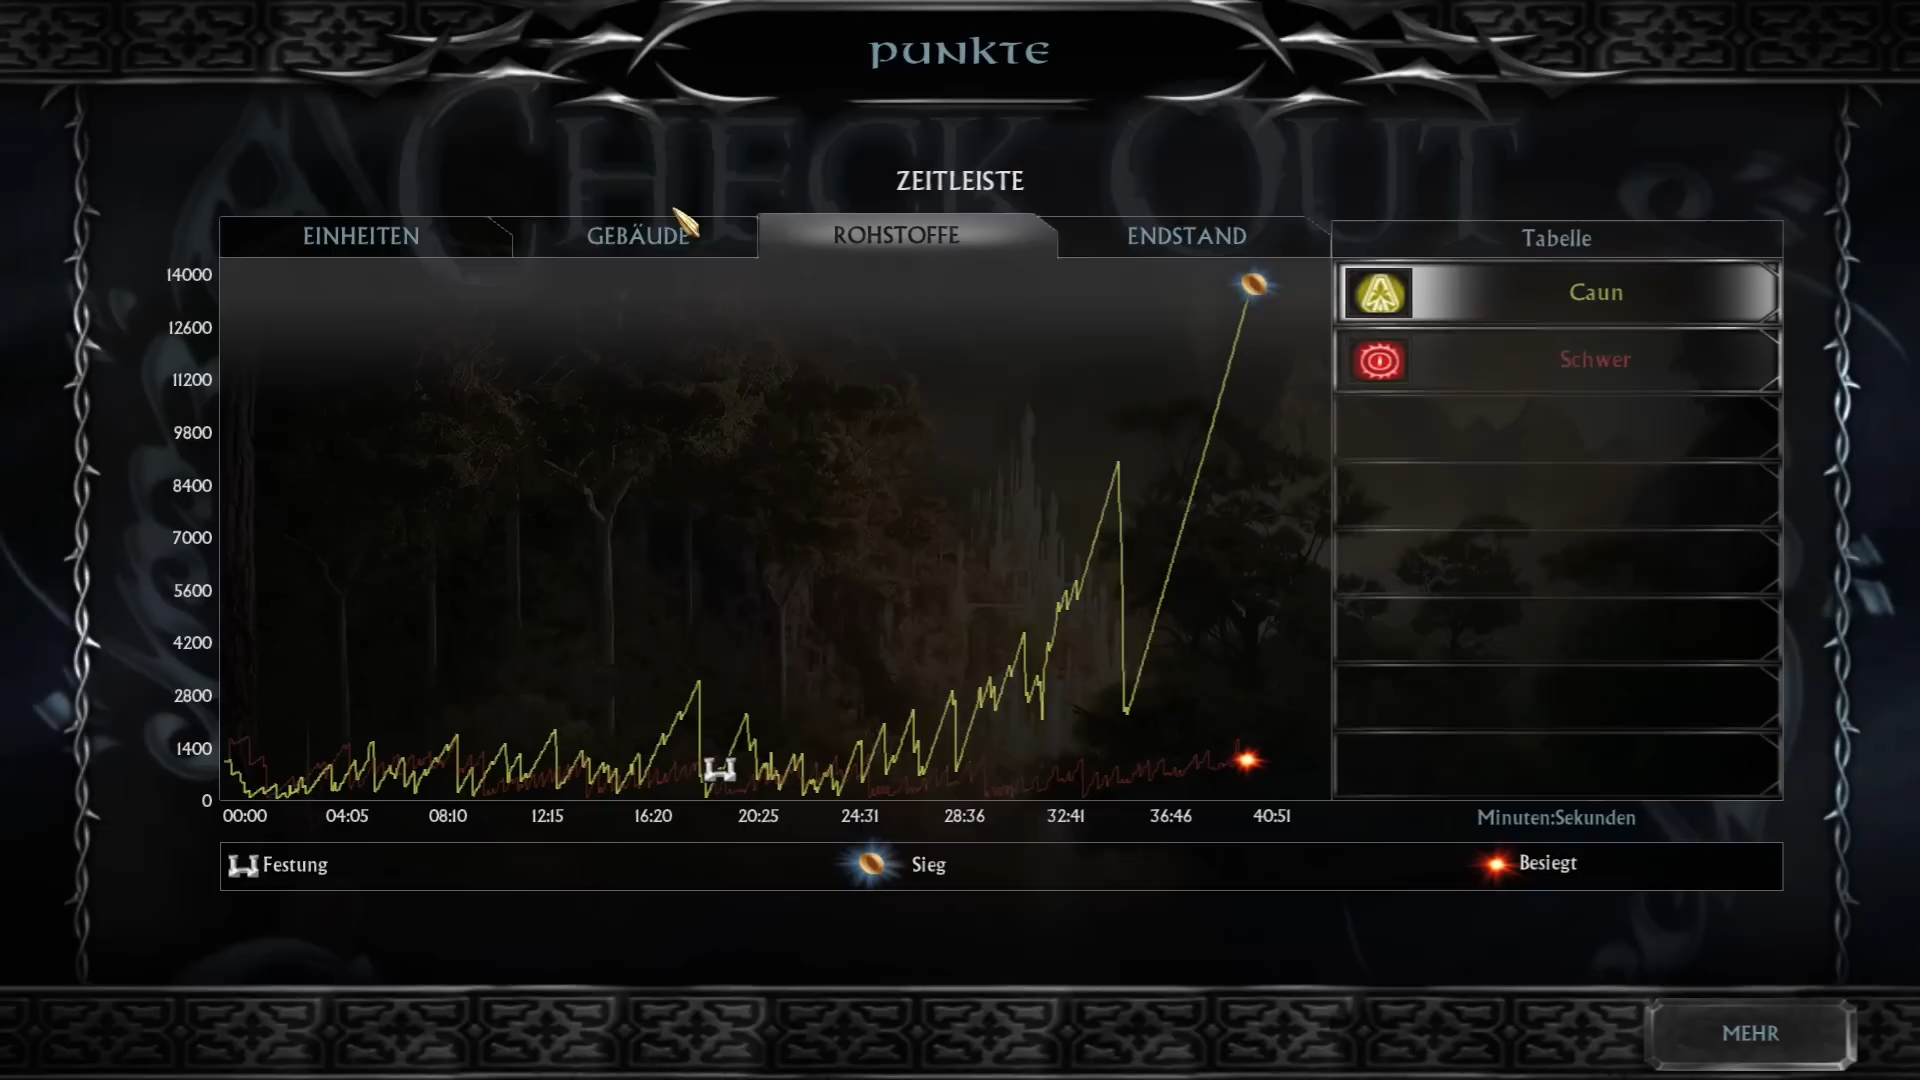 PUNKTE
A CHECK OUT
ZEITLEISTE
EINHEITEN GEBÄUDE ROHSTOFFE ENDSTAND Tabelle
14000
12600
11200
9800
8400
7000
5600
4200
2800
1400
0
Caun
Schwer
00:00 04:05 08:10 12:15 16:20 20:25 24:31 28:36 32:41 36:46 40:51 Minuten:Sekunden
Festung Sieg Besiegt
MEHR